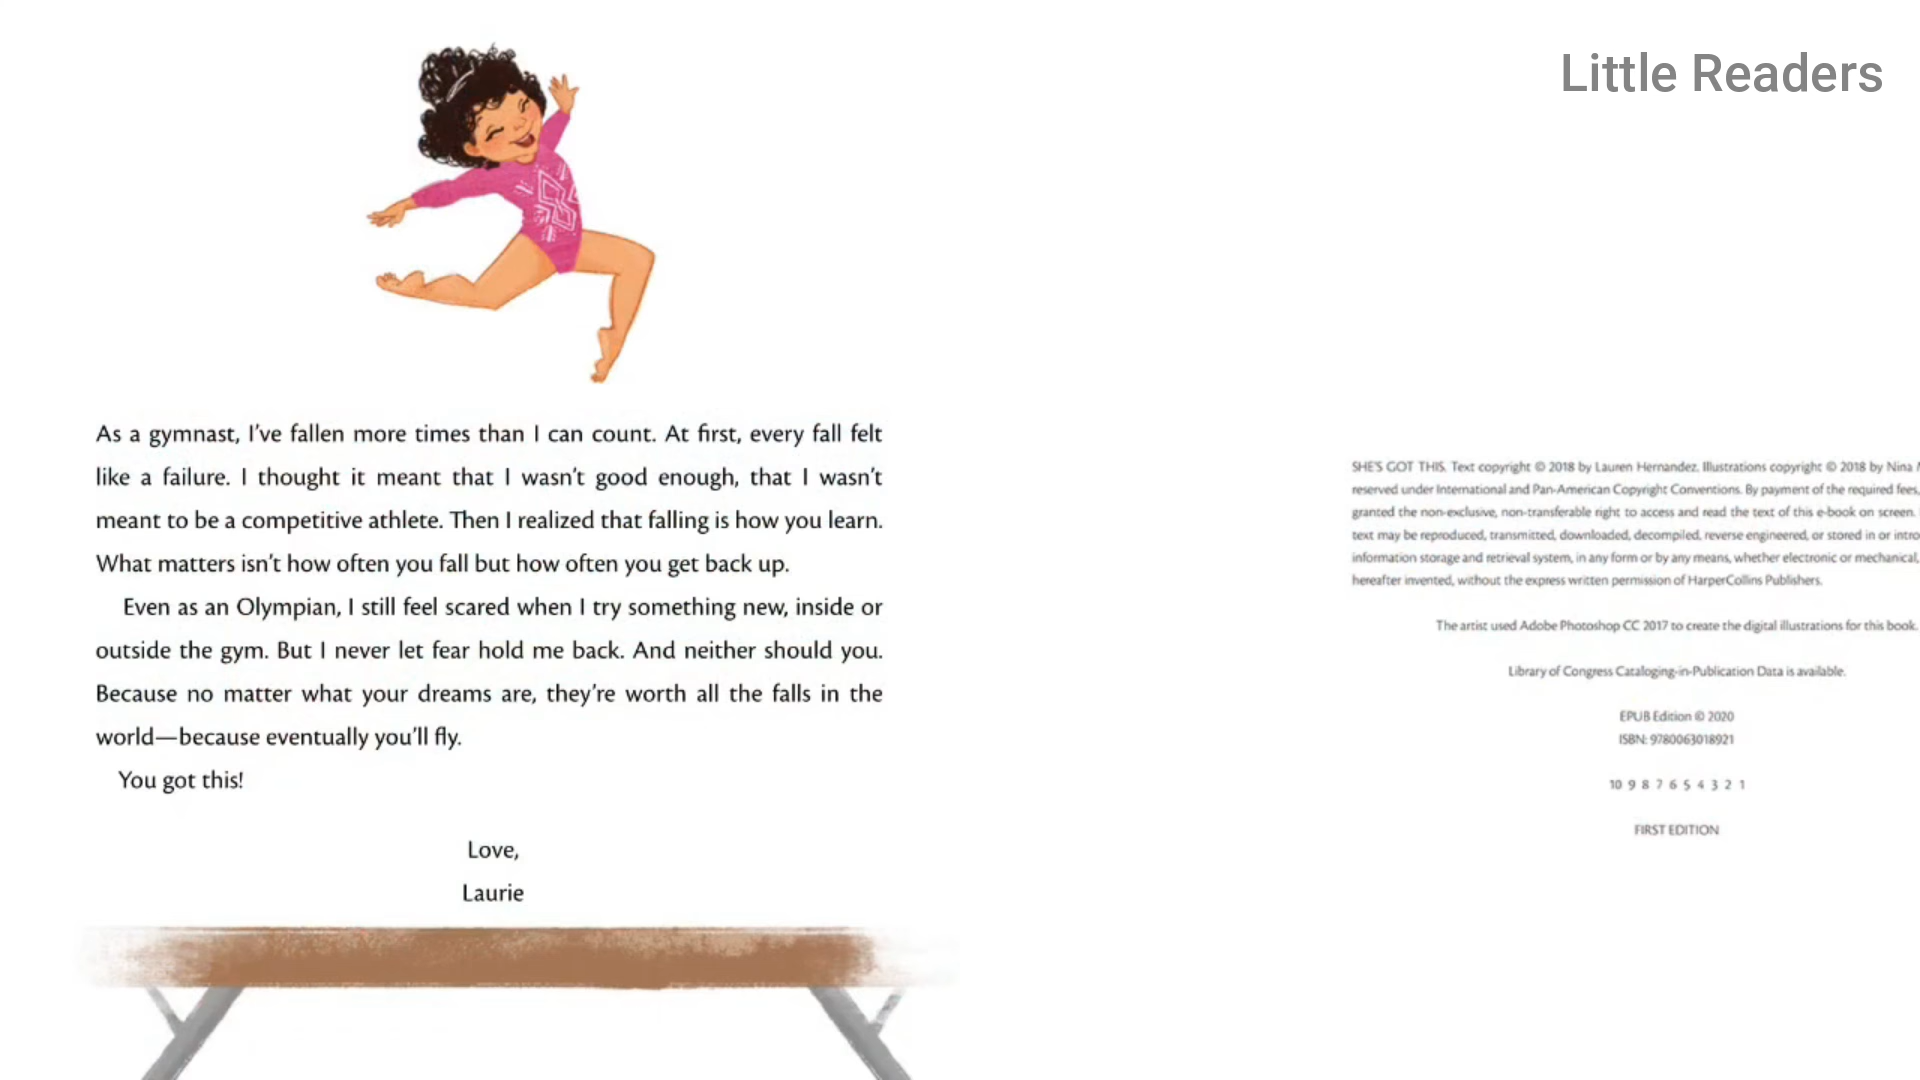 Little Readers
As a gymnast, I've fallen more times than I can count. At first, every fall felt
like a failure. I thought it meant that I wasn't good enough, that I wasn't
meant to be a competitive athlete. Then I realized that falling is how you learn.
What matters isn't how often you fall but how often you get back up.
Even as an Olympian, I still feel scared when I try something new, inside or
outside the gym. But I never let fear hold me back. And neither should you.
Because no matter what your dreams are, they're worth all the falls in the
world—because eventually you'll fly.
You got this!
Love,
Laurie
SHE'S GOT THIS. Text copyright © 2018 by Lauren Hernandez. Illustrations copyright © 2018 by Nina
reserved under International and Pan-American Copyright Conventions. By payment of the required fees,
granted the non-exclusive, non-transferable right to access and read the text of this e-book on screen.
text may be reproduced, transmitted, downloaded, decompiled, reverse engineered, or stored in or intro
information storage and retrieval system, in any form or by any means, whether electronic or mechanical,
hereafter invented, without the express written permission of HarperCollins Publishers.
The artist used Adobe Photoshop CC 2017 to create the digital illustrations for this book.
Library of Congress Cataloging-in-Publication Data is available.
EPUB Edition © 2020
ISBN: 9780063018921
10 9 8 7 6 5 4 3 2 1
FIRST EDITION